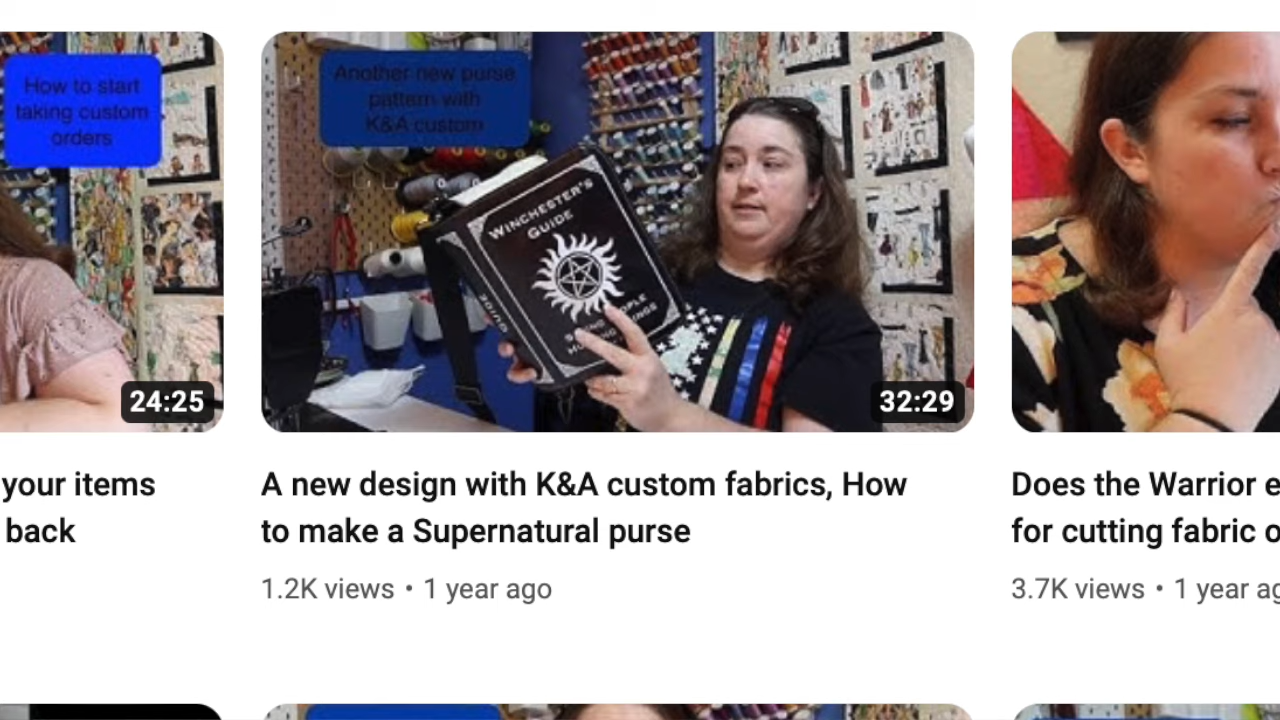 How to start
taking custom
orders
24:25
your items
back
Another new purse
pattern with
K&A custom
WINCHESTER'S
GUIDE
GUIDE
32:29
A new design with K&A custom fabrics, How
to make a Supernatural purse
1.2K views • 1 year ago
Does the Warrior e
for cutting fabric o
3.7K views • 1 year ag